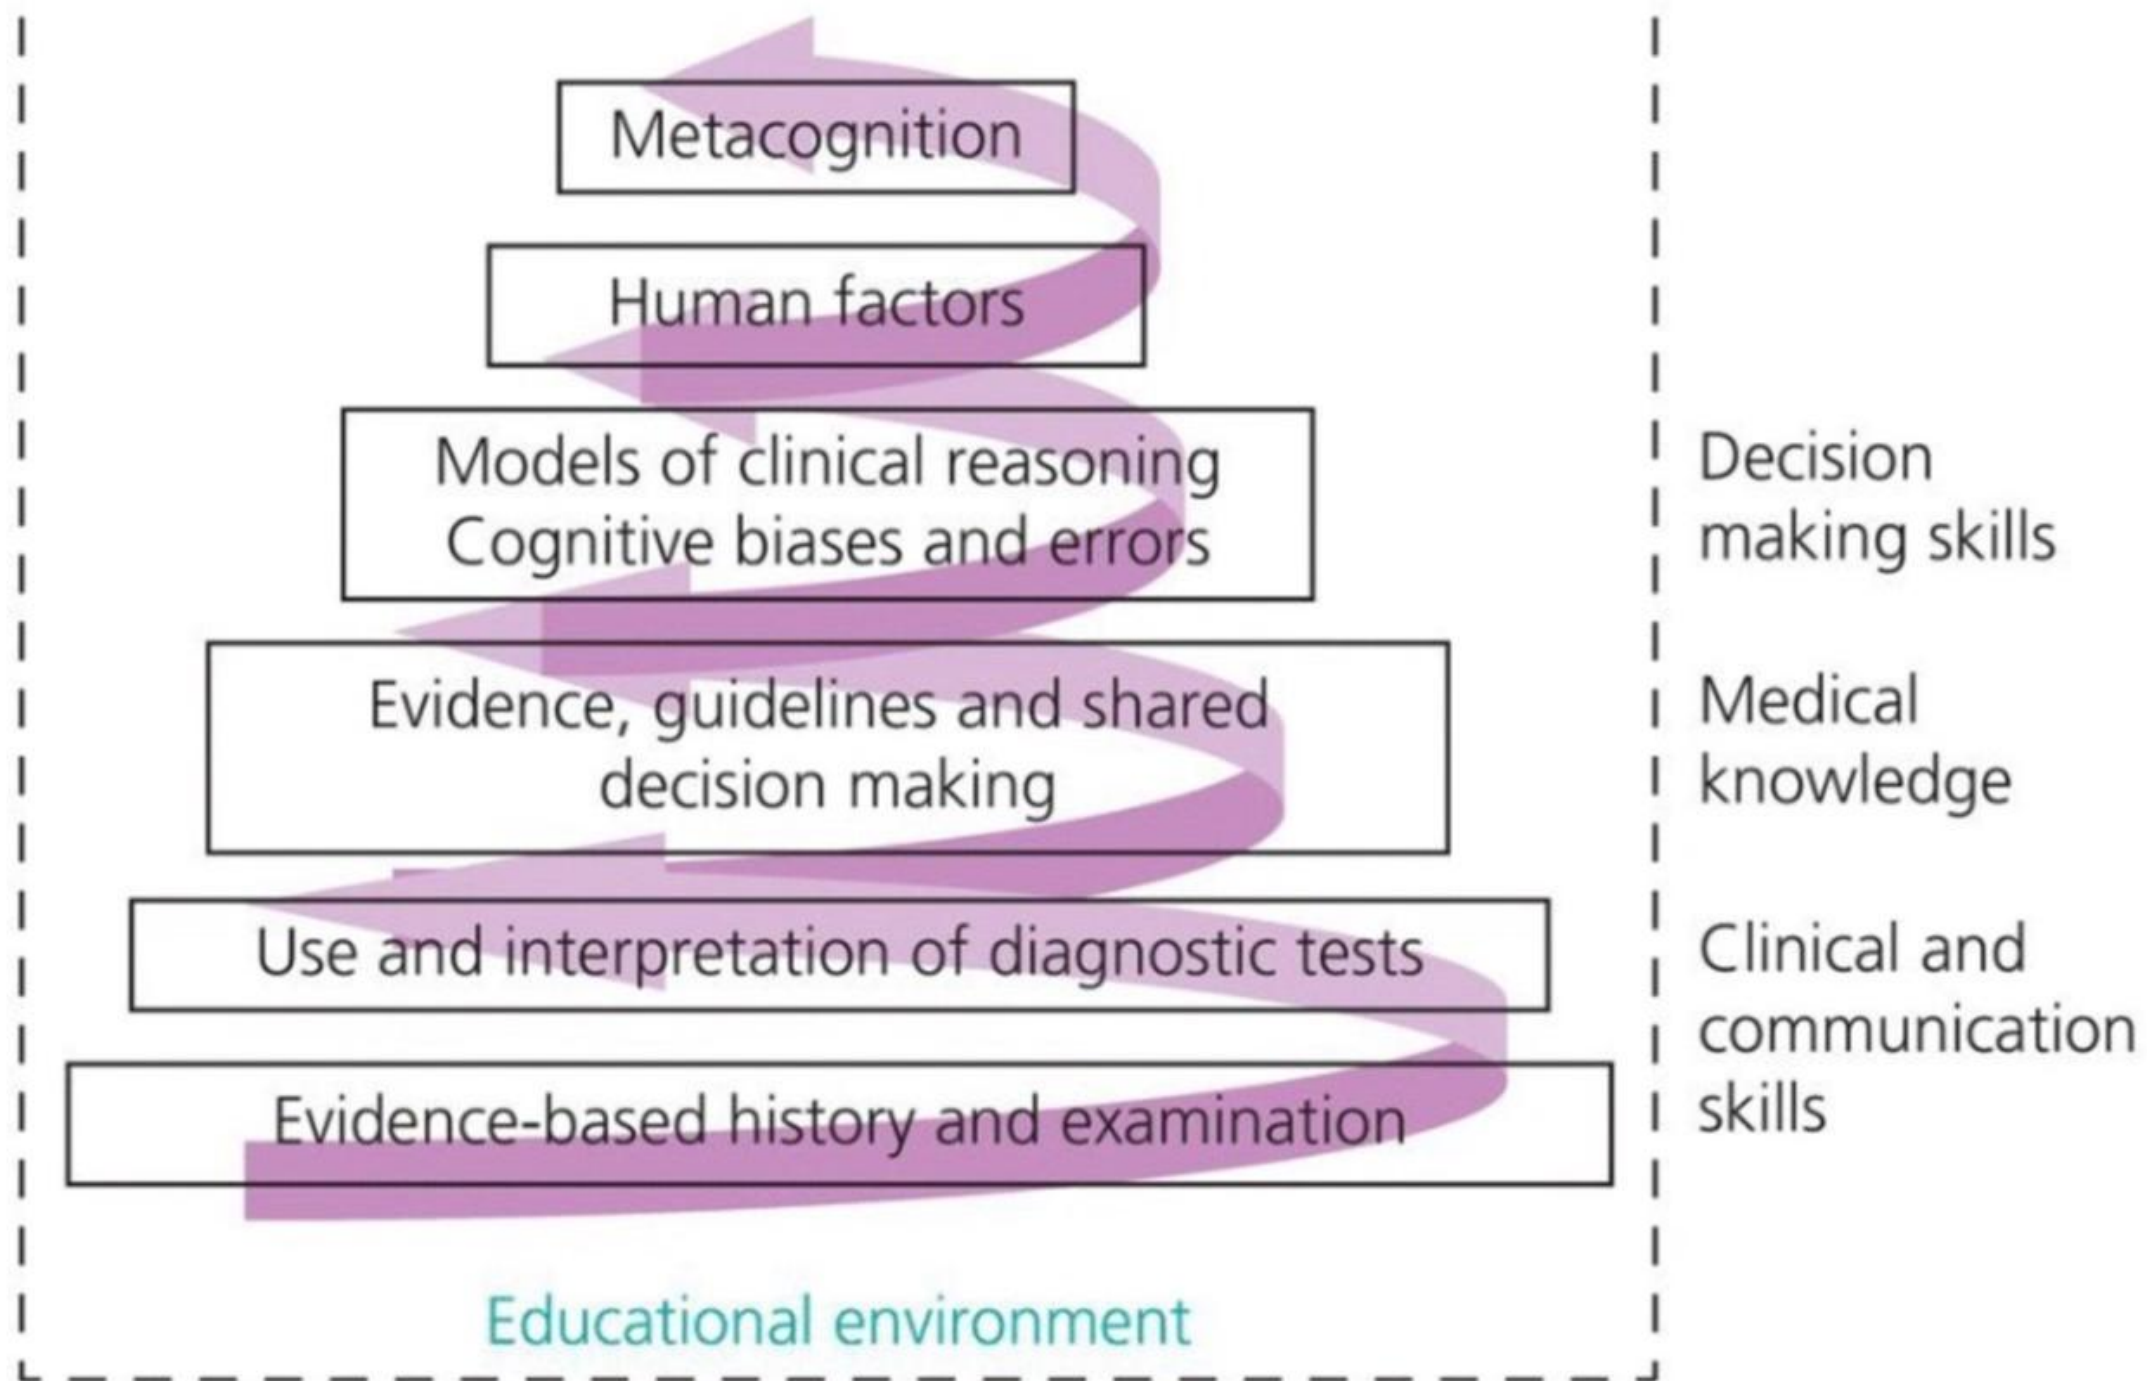 Metacognition
Human factors
Models of clinical reasoning
Cognitive biases and errors
Decision
making skills
Evidence, guidelines and shared
decision making
Medical
knowledge
Use and interpretation of diagnostic tests
Clinical and
communication
skills
Evidence-based history and examination
Educational environment